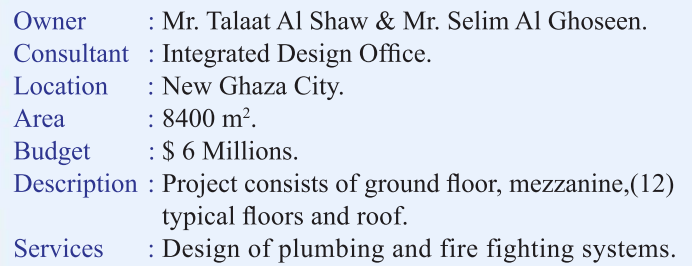 Owner : Mr. Talaat Al Shaw & Mr. Selim Al Ghoseen.
Consultant : Integrated Design Office.
Location : New Ghaza City.
Area : 8400 m².
Budget : $ 6 Millions.
Description : Project consists of ground floor, mezzanine,(12)
typical floors and roof.
Services : Design of plumbing and fire fighting systems.